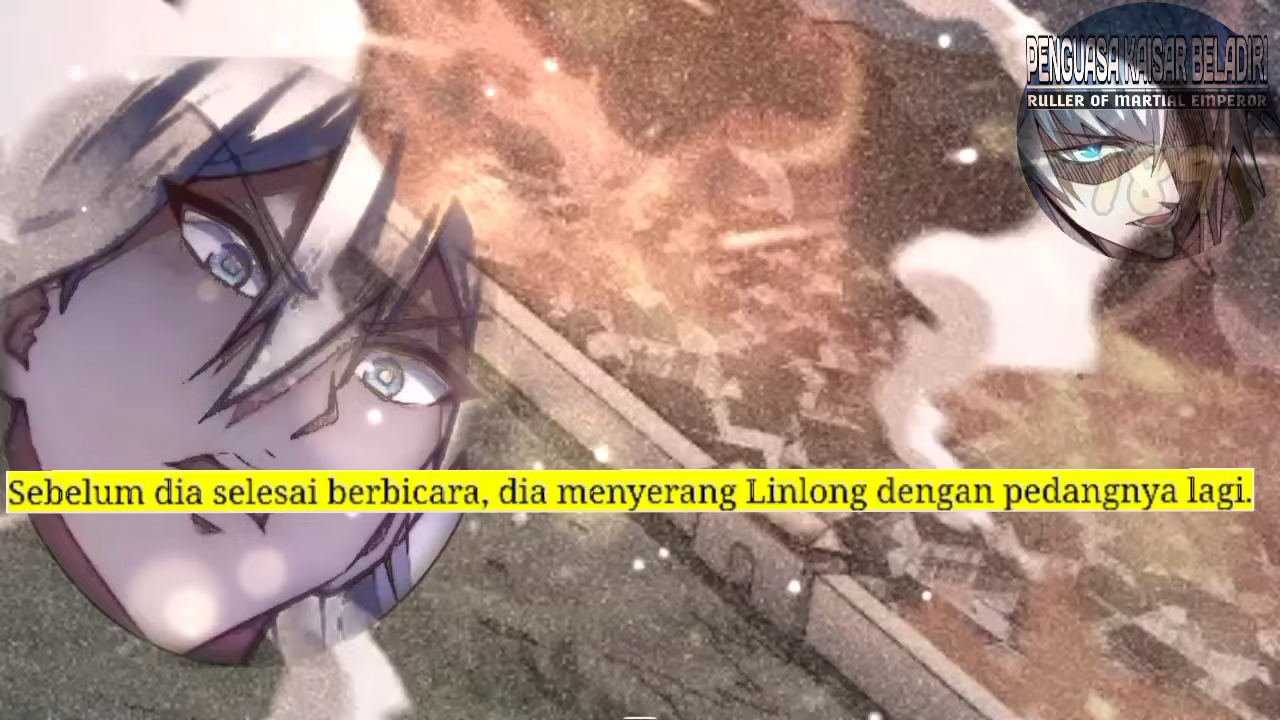 PENGUASA KAISAR BELADIRI
RULLER OF MARTIAL EMPEROR
Sebelum dia selesai berbicara, dia menyerang Linlong dengan pedangnya lagi.